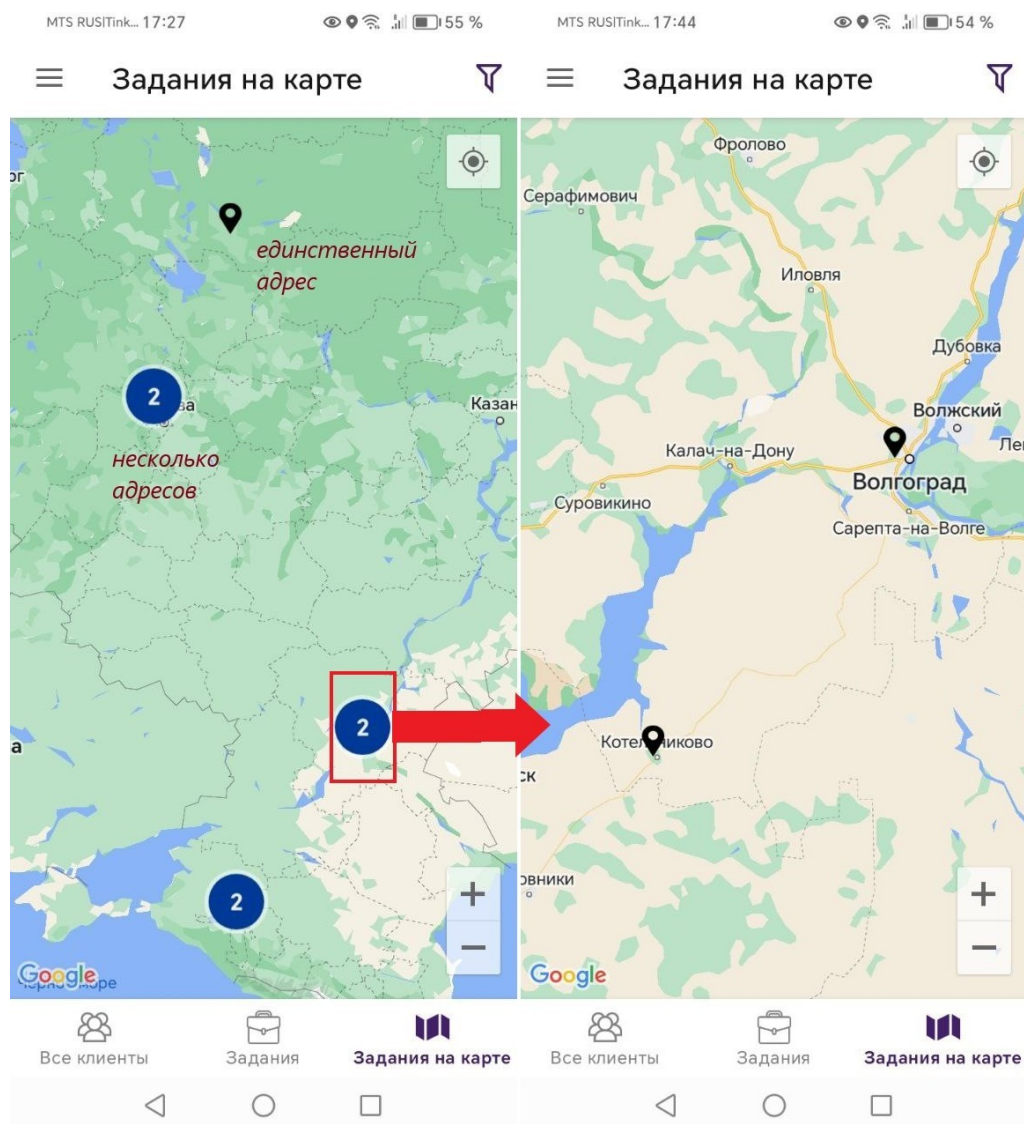 MTS RUS|Tink... 17:27
55 %
Задания на карте
единственный
адрес
2
Казан
несколько
адресов
2
2
+
−
Google
Все клиенты
Задания
Задания на карте
MTS RUS|Tink... 17:44
54 %
Задания на карте
Фролово
Серафимович
Иловля
Дубовка
Волжский
Калач-на-Дону
Волгоград
Суровикино
Сарепта-на-Волге
овники
+
−
Google
Все клиенты
Задания
Задания на карте